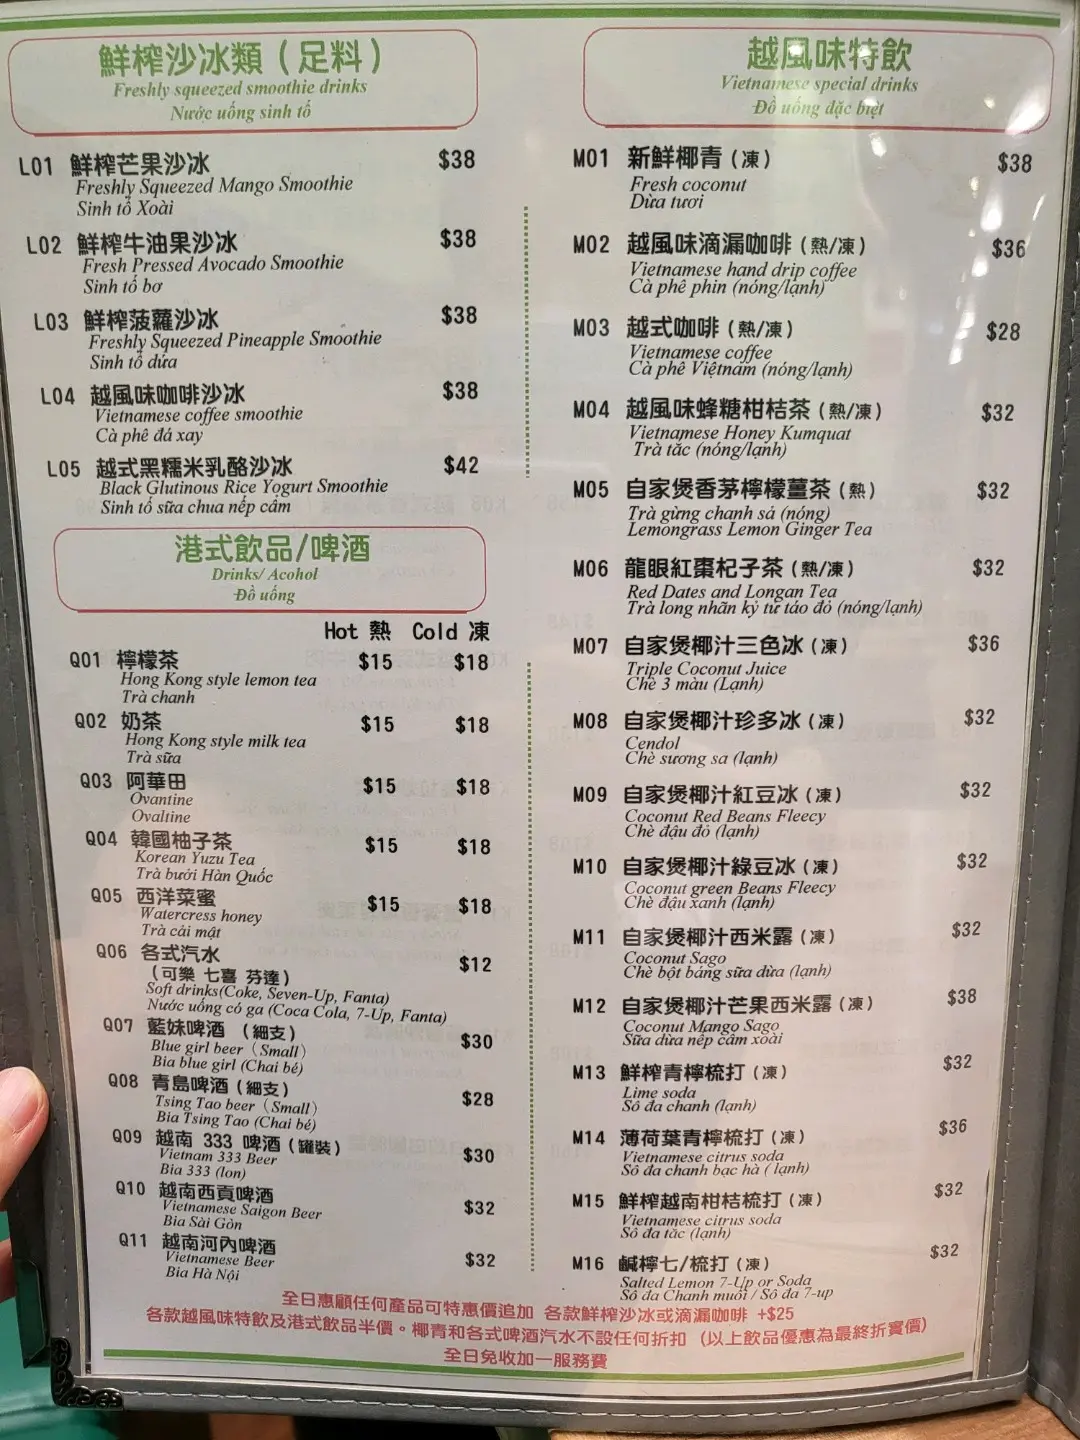 鮮榨沙冰類（足料）
Freshly squeezed smoothie drinks
Nước uống sinh tố
L01 鮮榨芒果沙冰 $38
Freshly Squeezed Mango Smoothie
Sinh tố Xoài
L02 鮮榨牛油果沙冰 $38
Fresh Pressed Avocado Smoothie
Sinh tố bơ
L03 鮮榨菠蘿沙冰 $38
Freshly Squeezed Pineapple Smoothie
Sinh tố dứa
L04 越風味咖啡沙冰 $38
Vietnamese coffee smoothie
Cà phê đá xay
L05 越式黑糯米乳酪沙冰 $42
Black Glutinous Rice Yogurt Smoothie
Sinh tố sữa chua nếp cẩm
港式飲品/啤酒
Drinks/ Acohol
Đồ uống
Hot 熱 Cold 凍
Q01 檸檬茶 $15 $18
Hong Kong style lemon tea
Trà chanh
Q02 奶茶 $15 $18
Hong Kong style milk tea
Trà sữa
Q03 阿華田 $15 $18
Ovantine
Ovaltine
Q04 韓國柚子茶 $15 $18
Korean Yuzu Tea
Trà bưởi Hàn Quốc
Q05 西洋菜蜜 $15 $18
Watercress honey
Trà cải mật
Q06 各式汽水 $12
（可樂 七喜 芬達）
Soft drinks(Coke, Seven-Up, Fanta)
Nước uống có ga (Coca Cola, 7-Up, Fanta)
Q07 藍妹啤酒 （細支） $30
Blue girl beer（Small）
Bia blue girl (Chai bé)
Q08 青島啤酒（細支） $28
Tsing Tao beer（Small）
Bia Tsing Tao (Chai bé)
Q09 越南 333 啤酒（罐裝） $30
Vietnam 333 Beer
Bia 333 (lon)
Q10 越南西貢啤酒 $32
Vietnamese Saigon Beer
Bia Sài Gòn
Q11 越南河內啤酒 $32
Vietnamese Beer
Bia Hà Nội
越風味特飲
Vietnamese special drinks
Đồ uống đặc biệt
M01 新鮮椰青（凍） $38
Fresh coconut
Dừa tươi
M02 越風味滴漏咖啡（熱/凍） $36
Vietnamese hand drip coffee
Cà phê phin (nóng/lạnh)
M03 越式咖啡（熱/凍） $28
Vietnamese coffee
Cà phê Việtnam (nóng/lạnh)
M04 越風味蜂糖柑桔茶（熱/凍） $32
Vietnamese Honey Kumquat
Trà tắc (nóng/lạnh)
M05 自家煲香茅檸檬薑茶（熱） $32
Trà gừng chanh sả (nóng)
Lemongrass Lemon Ginger Tea
M06 龍眼紅棗杞子茶（熱/凍） $32
Red Dates and Longan Tea
Trà long nhãn kỷ tử táo đỏ (nóng/lạnh)
M07 自家煲椰汁三色冰（凍） $36
Triple Coconut Juice
Chè 3 màu (Lạnh)
M08 自家煲椰汁珍多冰（凍） $32
Cendol
Chè sương sa (lạnh)
M09 自家煲椰汁紅豆冰（凍） $32
Coconut Red Beans Fleecy
Chè đậu đỏ (lạnh)
M10 自家煲椰汁綠豆冰（凍） $32
Coconut green Beans Fleecy
Chè đậu xanh (lạnh)
M11 自家煲椰汁西米露（凍） $32
Coconut Sago
Chè bột báng sữa dừa (lạnh)
M12 自家煲椰汁芒果西米露（凍） $38
Coconut Mango Sago
Sữa dừa nếp cẩm xoài
M13 鮮榨青檸梳打（凍） $32
Lime soda
Sô đa chanh (lạnh)
M14 薄荷葉青檸梳打（凍） $36
Vietnamese citrus soda
Sô đa chanh bạc hà ( lạnh)
M15 鮮榨越南柑桔梳打（凍） $32
Vietnamese citrus soda
Sô đa tắc (lạnh)
M16 鹹檸七/梳打（凍） $32
Salted Lemon 7-Up or Soda
Sô đa Chanh muối / Sô đa 7-up
全日惠顧任何產品可特惠價追加 各款鮮榨沙冰或滴漏咖啡 +$25
各款越風味特飲及港式飲品半價。椰青和各式啤酒汽水不設任何折扣 （以上飲品優惠為最終折實價）
全日免收加一服務費